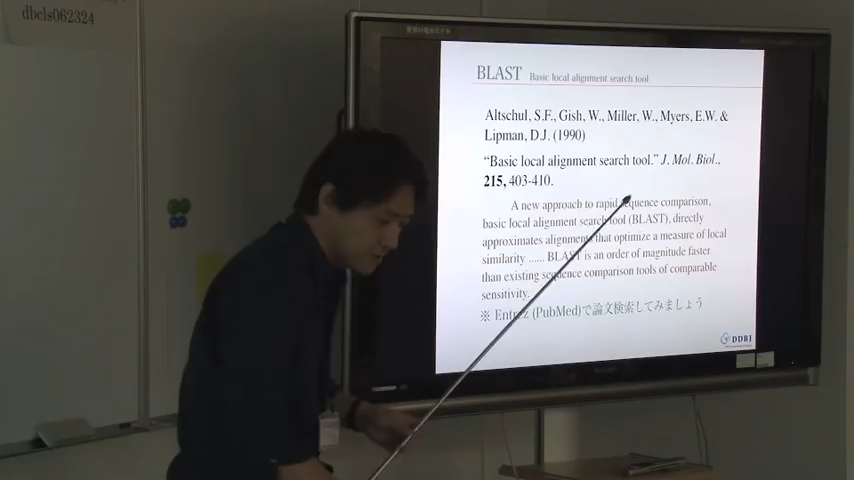 dbcls062324
BLAST Basic local alignment search tool
Altschul, S.F., Gish, W., Miller, W., Myers, E.W. &
Lipman, D.J. (1990)
“Basic local alignment search tool.” J. Mol. Biol.,
215, 403-410.
A new approach to rapid sequence comparison,
basic local alignment search tool (BLAST), directly
approximates alignments that optimize a measure of local
similarity ...... BLAST is an order of magnitude faster
than existing sequence comparison tools of comparable
sensitivity.
※ Entrez (PubMed)で論文検索してみましょう
DDBJ